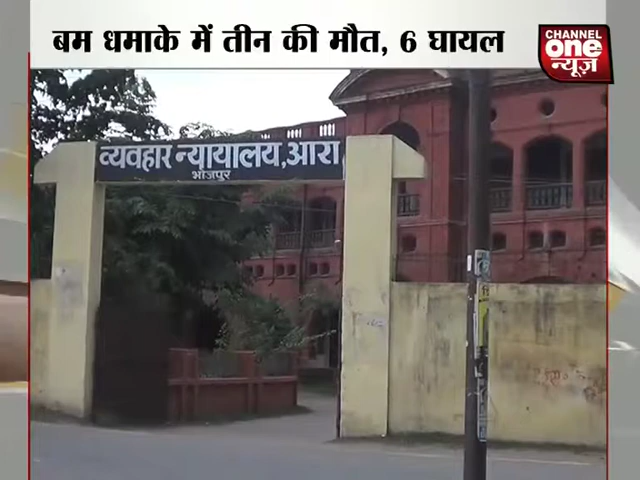 बम धमाके में तीन की मौत, 6 घायल
CHANNEL
one
न्यूज़
व्यवहार न्यायालय, आरा
भोजपुर